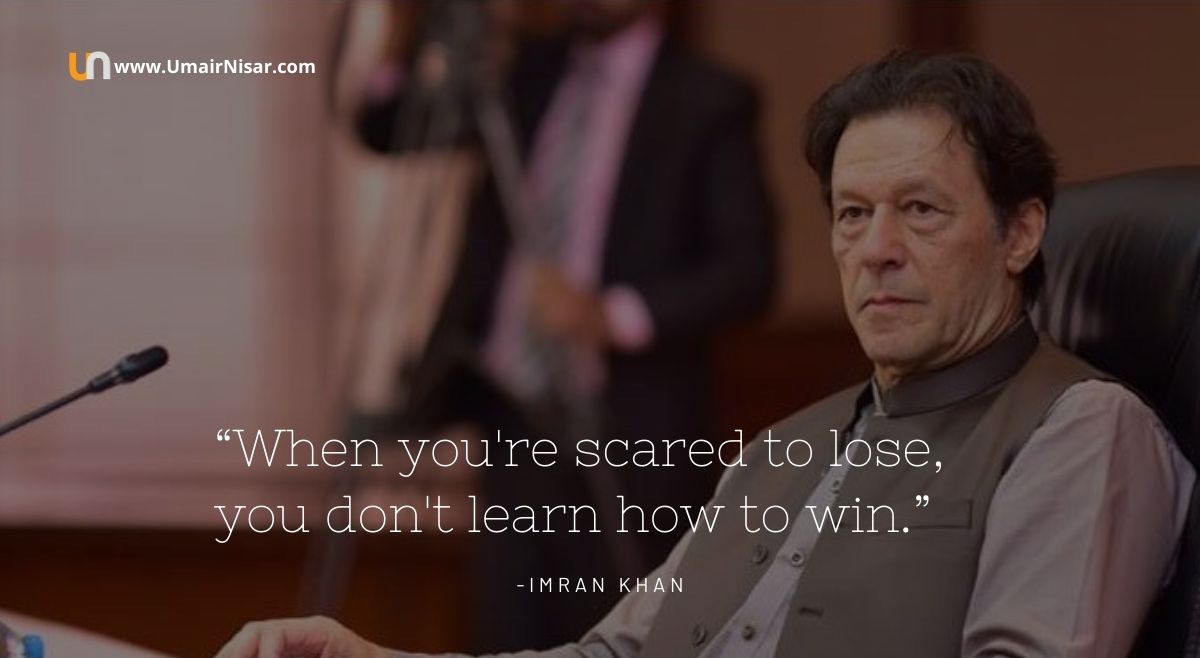 un www.UmairNisar.com
“When you're scared to lose,
you don't learn how to win.”
-IMRAN KHAN